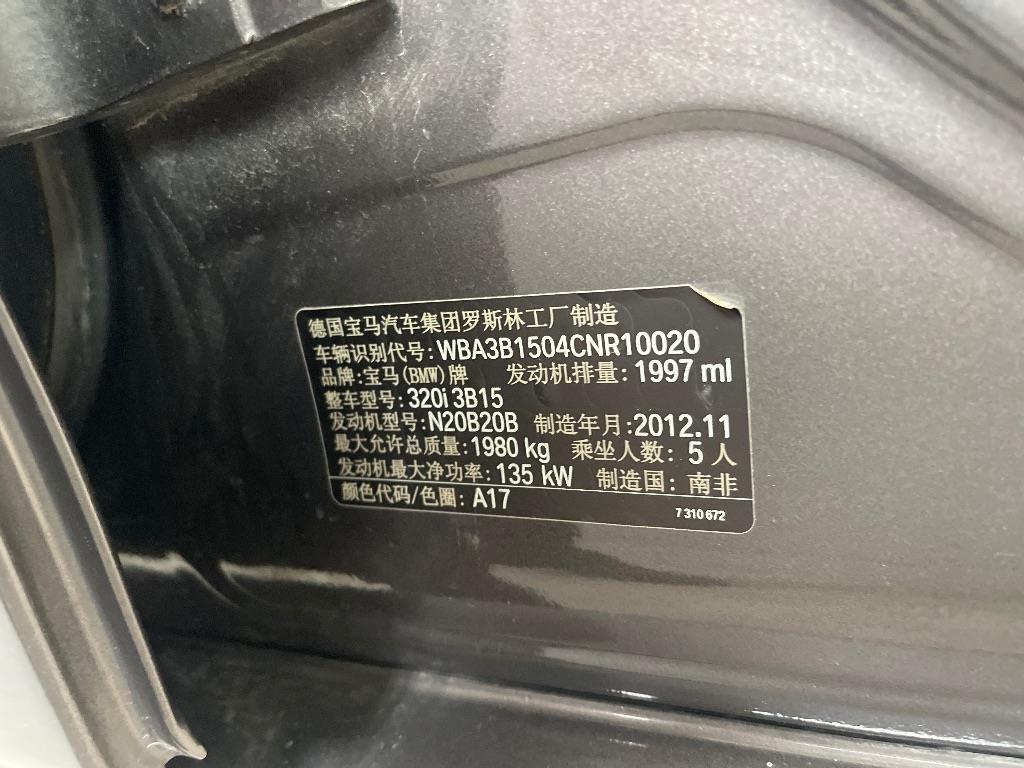 德国宝马汽车集团罗斯林工厂制造
车辆识别代号:WBA3B1504CNR10020
品牌:宝马(BMW)牌 发动机排量: 1997 ml
整车型号: 320i 3B15
发动机型号: N20B20B 制造年月:2012.11
最大允许总质量: 1980 kg 乘坐人数: 5 人
发动机最大净功率: 135 kW 制造国: 南非
颜色代码/色圈: A17
7 310 672